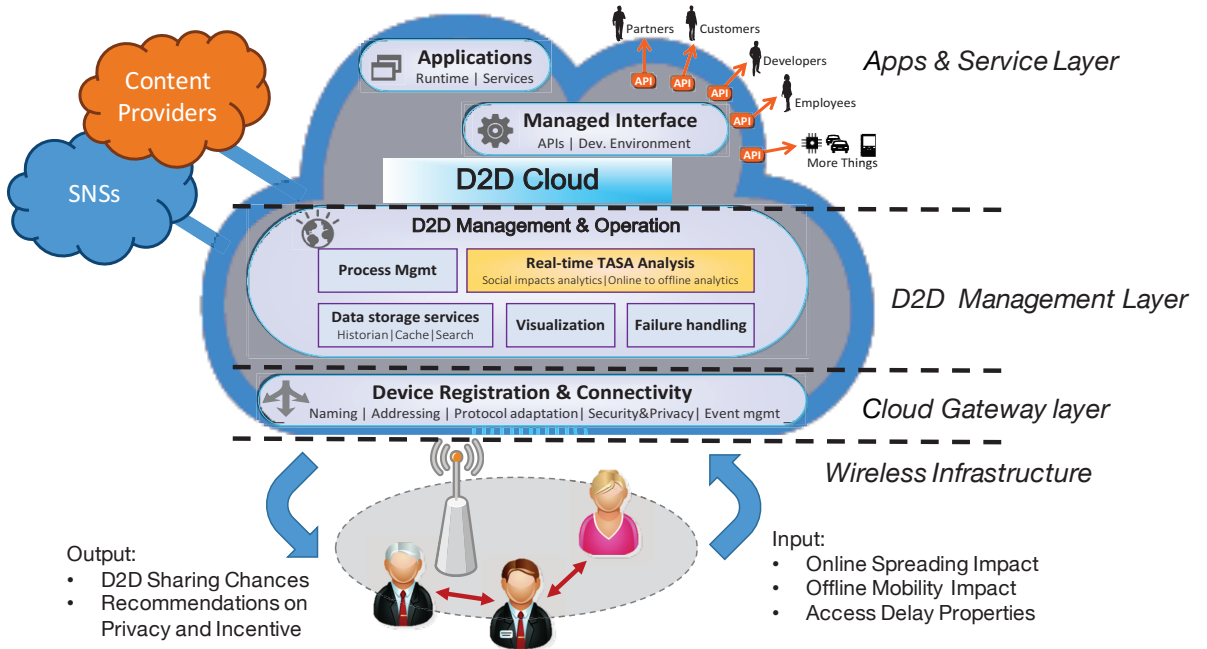 Partners
Customers
Developers
Employees
More Things
API
API
API
API
API
Apps & Service Layer
Applications
Runtime | Services
Managed Interface
APIs | Dev. Environment
Content
Providers
SNSs
D2D Cloud
D2D Management & Operation
Process Mgmt
Real-time TASA Analysis
Social impacts analytics|Online to offline analytics
Data storage services
Historian|Cache|Search
Visualization
Failure handling
D2D Management Layer
Device Registration & Connectivity
Naming | Addressing | Protocol adaptation| Security&Privacy| Event mgmt
Cloud Gateway layer
Wireless Infrastructure
Output:
• D2D Sharing Chances
• Recommendations on
Privacy and Incentive
Input:
• Online Spreading Impact
• Offline Mobility Impact
• Access Delay Properties